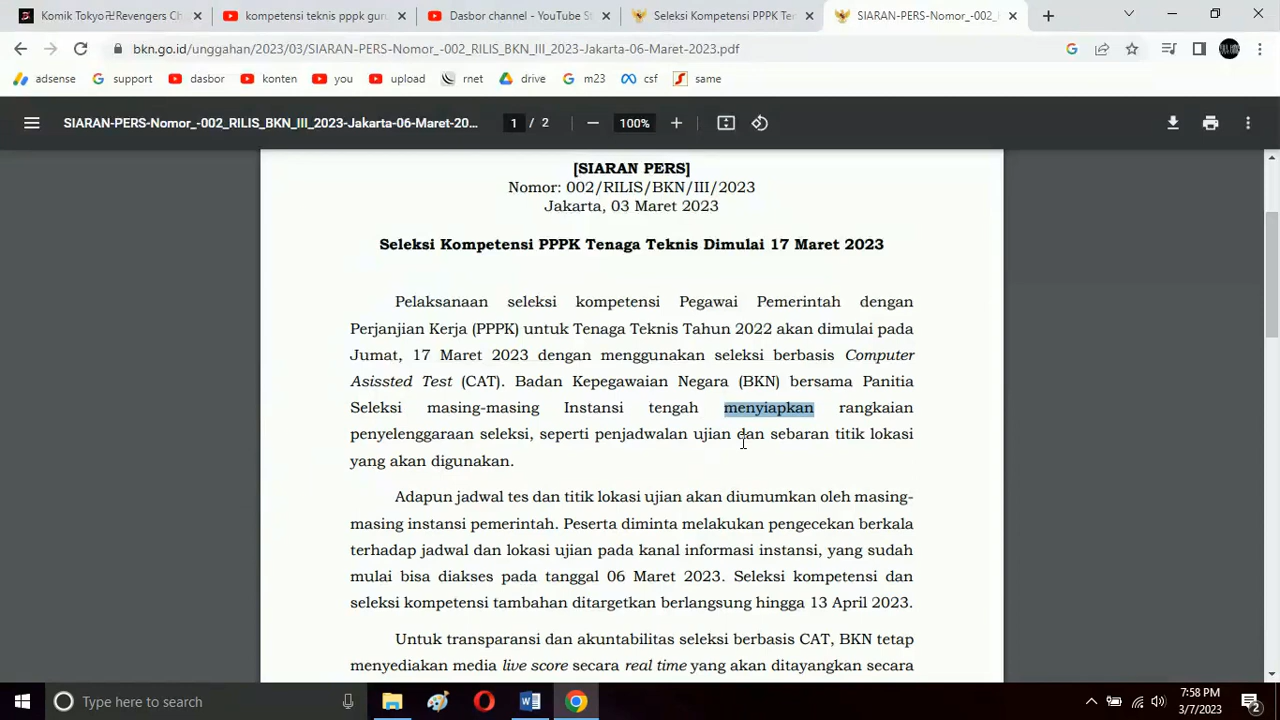 Komik Tokyo卍Revengers Ch
kompetensi teknis pppk guru
Dasbor channel - YouTube St
Seleksi Kompetensi PPPK Ten
SIARAN-PERS-Nomor_-002_R
bkn.go.id/unggahan/2023/03/SIARAN-PERS-Nomor_-002_RILIS_BKN_III_2023-Jakarta-06-Maret-2023.pdf
adsense support dasbor konten you upload rnet drive m23 csf same
SIARAN-PERS-Nomor_-002_RILIS_BKN_III_2023-Jakarta-06-Maret-20... 1 / 2 100%
[SIARAN PERS]
Nomor: 002/RILIS/BKN/III/2023
Jakarta, 03 Maret 2023
Seleksi Kompetensi PPPK Tenaga Teknis Dimulai 17 Maret 2023
Pelaksanaan seleksi kompetensi Pegawai Pemerintah dengan
Perjanjian Kerja (PPPK) untuk Tenaga Teknis Tahun 2022 akan dimulai pada
Jumat, 17 Maret 2023 dengan menggunakan seleksi berbasis Computer
Asissted Test (CAT). Badan Kepegawaian Negara (BKN) bersama Panitia
Seleksi masing-masing Instansi tengah menyiapkan rangkaian
penyelenggaraan seleksi, seperti penjadwalan ujian dan sebaran titik lokasi
yang akan digunakan.
Adapun jadwal tes dan titik lokasi ujian akan diumumkan oleh masing-
masing instansi pemerintah. Peserta diminta melakukan pengecekan berkala
terhadap jadwal dan lokasi ujian pada kanal informasi instansi, yang sudah
mulai bisa diakses pada tanggal 06 Maret 2023. Seleksi kompetensi dan
seleksi kompetensi tambahan ditargetkan berlangsung hingga 13 April 2023.
Untuk transparansi dan akuntabilitas seleksi berbasis CAT, BKN tetap
menyediakan media live score secara real time yang akan ditayangkan secara
Type here to search
7:58 PM
3/7/2023
2